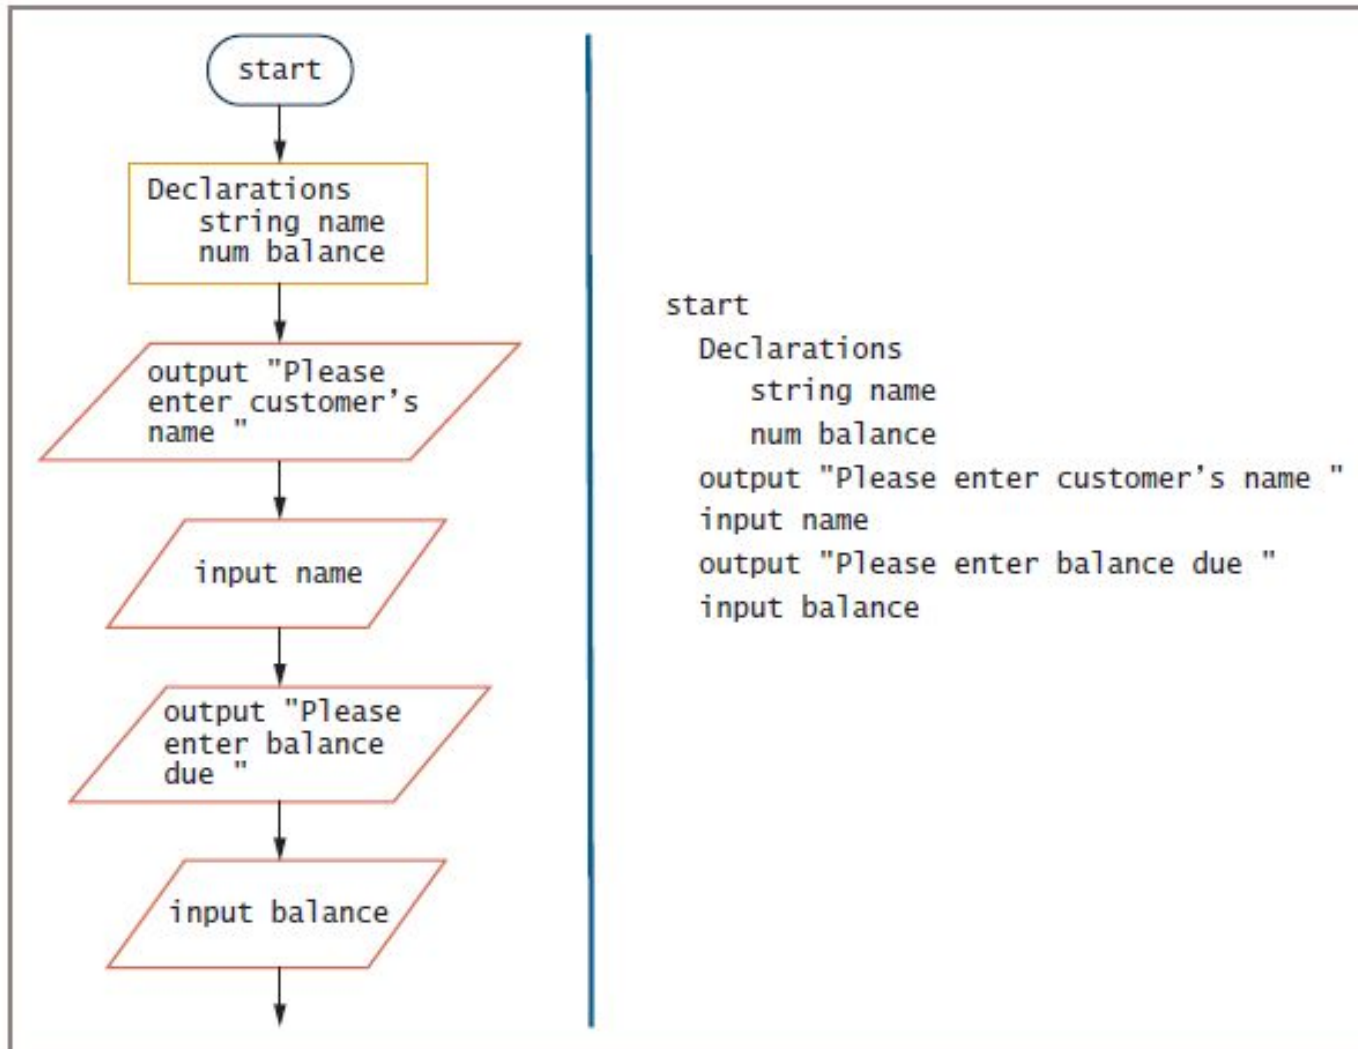 start
Declarations
string name
num balance
output "Please
enter customer’s
name "
input name
output "Please
enter balance
due "
input balance
start
Declarations
string name
num balance
output "Please enter customer’s name "
input name
output "Please enter balance due "
input balance